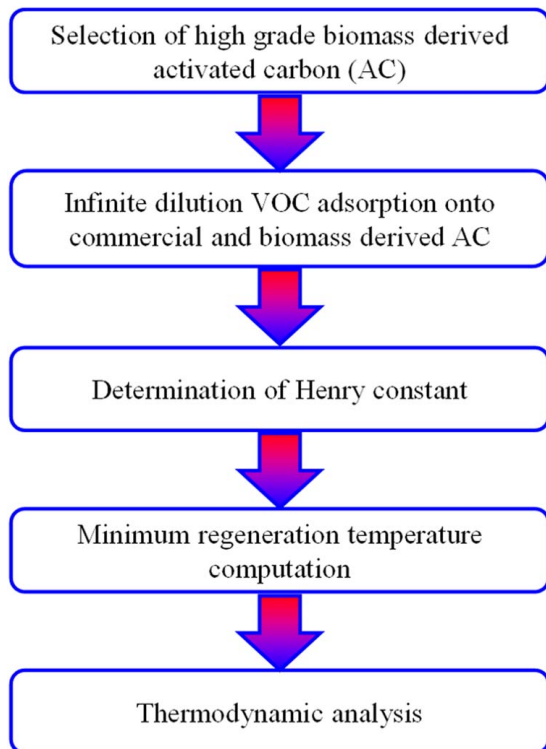 Selection of high grade biomass derived
activated carbon (AC)
Infinite dilution VOC adsorption onto
commercial and biomass derived AC
Determination of Henry constant
Minimum regeneration temperature
computation
Thermodynamic analysis